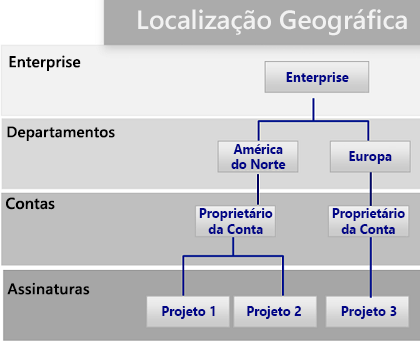 Localização Geográfica
Enterprise
Enterprise
Departamentos
América
do Norte
Europa
Contas
Proprietário
da Conta
Proprietário
da Conta
Assinaturas
Projeto 1
Projeto 2
Projeto 3